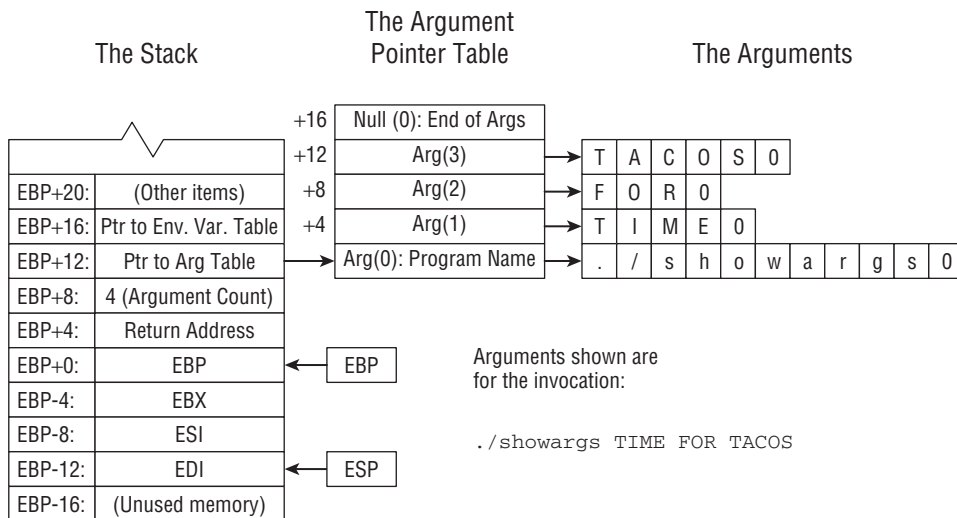 The Stack
The Argument
Pointer Table
The Arguments
+16 Null (0): End of Args
+12 Arg(3) T A C O S 0
EBP+20: (Other items) +8 Arg(2) F O R 0
EBP+16: Ptr to Env. Var. Table +4 Arg(1) T I M E 0
EBP+12: Ptr to Arg Table Arg(0): Program Name . / s h o w a r g s 0
EBP+8: 4 (Argument Count)
EBP+4: Return Address
EBP+0: EBP EBP
EBP-4: EBX
EBP-8: ESI
EBP-12: EDI ESP
EBP-16: (Unused memory)
Arguments shown are
for the invocation:
./showargs TIME FOR TACOS